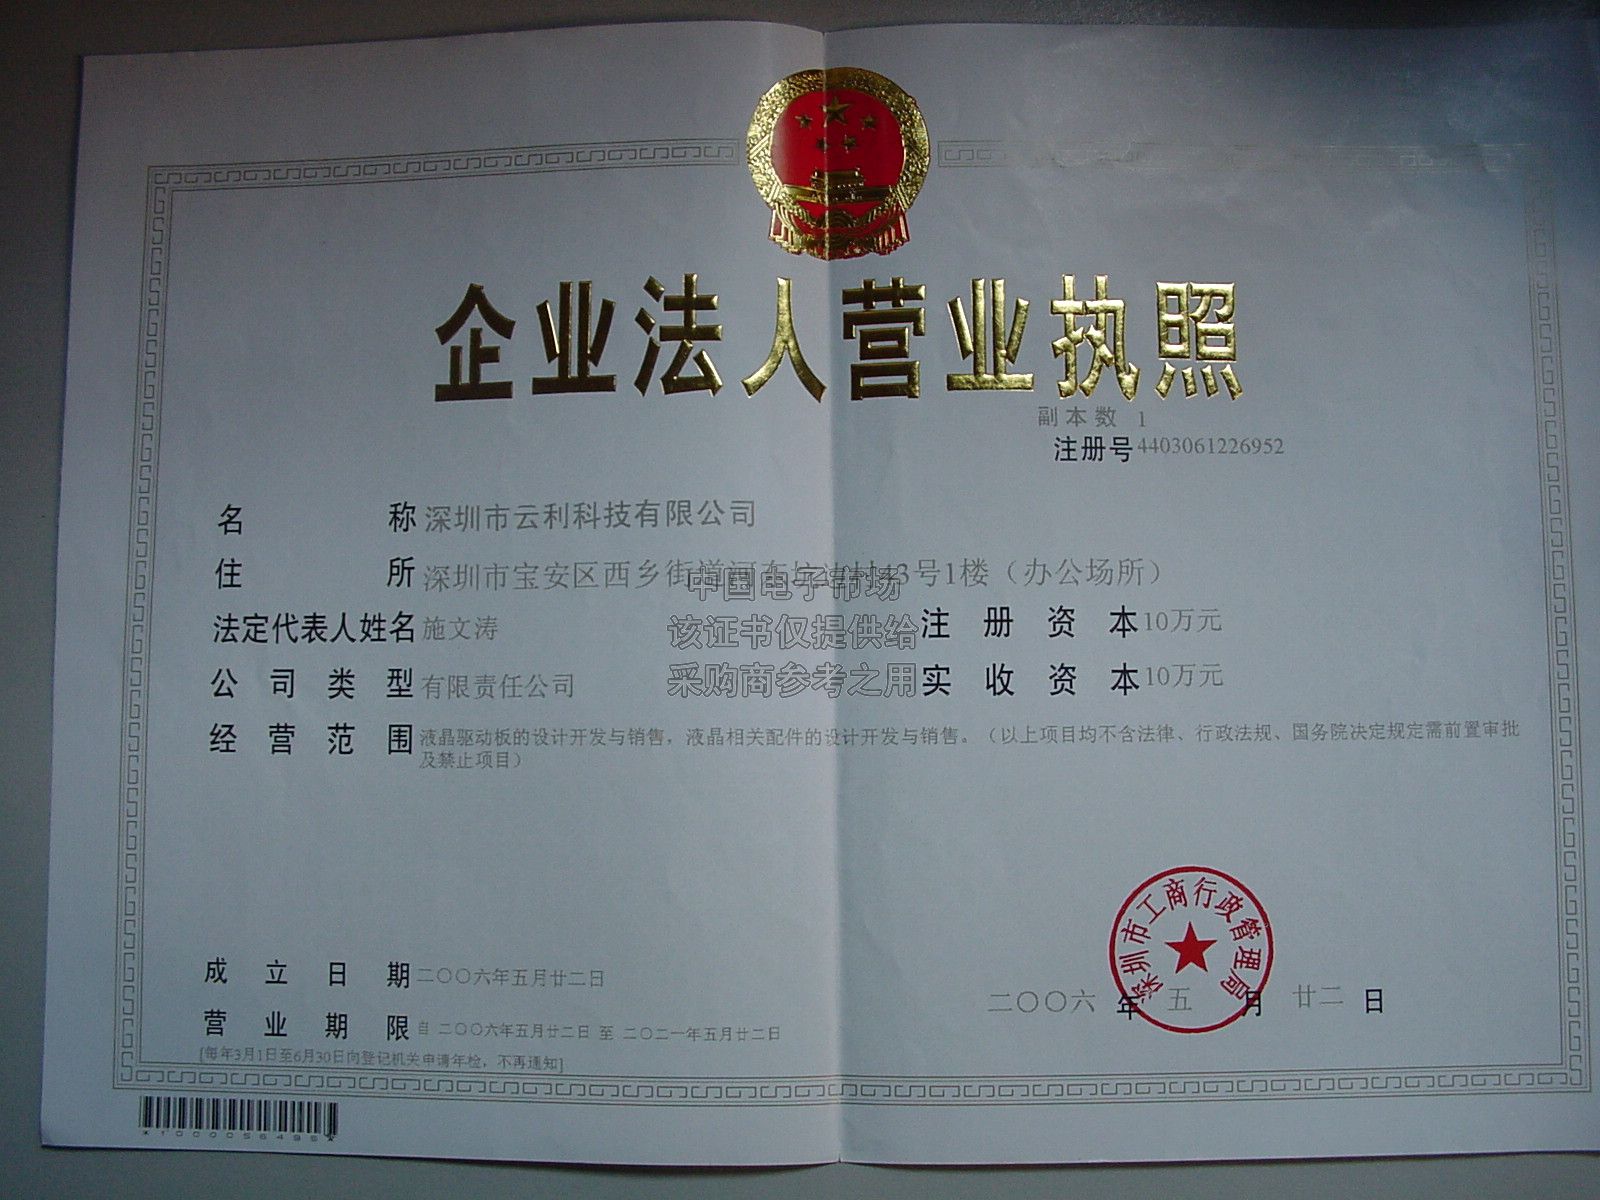 企业法人营业执照
副本数 1
注册号 4403061226952
名称 深圳市云利科技有限公司
住所 深圳市宝安区西乡街道河东 43号1楼（办公场所）
法定代表人姓名 施文涛 注册资本 10万元
公司类型 有限责任公司 实收资本 10万元
经营范围 液晶驱动板的设计开发与销售，液晶相关配件的设计开发与销售。（以上项目均不含法律、行政法规、国务院决定规定需前置审批
及禁止项目）
中国电子市场
该证书仅提供给
采购商参考之用
深圳市工商行政管理局
成立日期 二〇〇六年五月廿二日
二〇〇六年五月廿二日
营业期限 自 二〇〇六年五月廿二日 至 二〇二一年五月廿二日
[每年3月1日至6月30日向登记机关申请年检，不再通知]